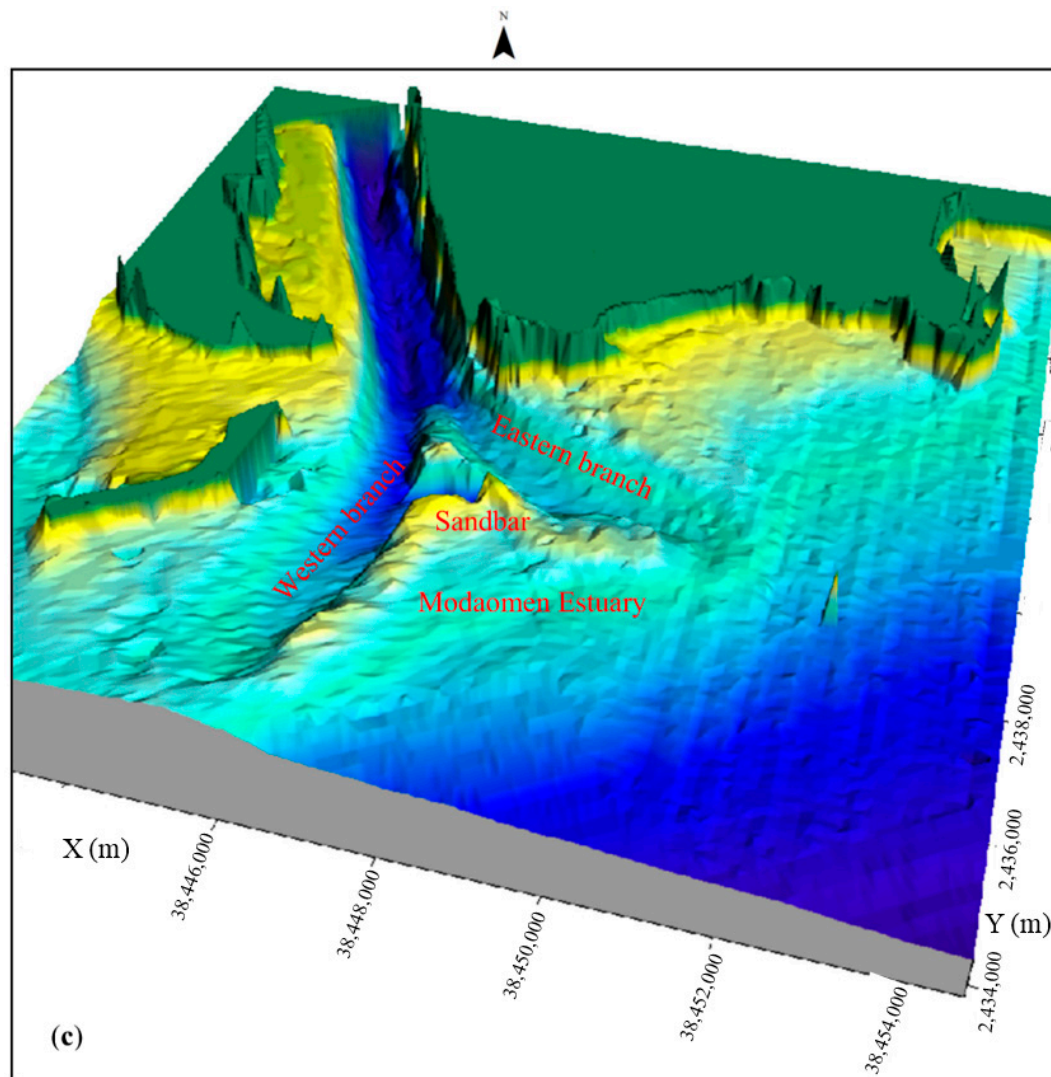 N
Eastern branch
Western branch
Sandbar
Modaomen Estuary
2,438,000
2,436,000
2,434,000
Y (m)
X (m)
38,446,000
38,448,000
38,450,000
38,452,000
38,454,000
(c)